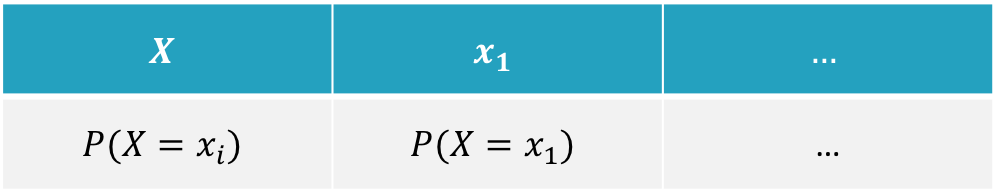 X x₁ ...
P(X = xᵢ) P(X = x₁) ...